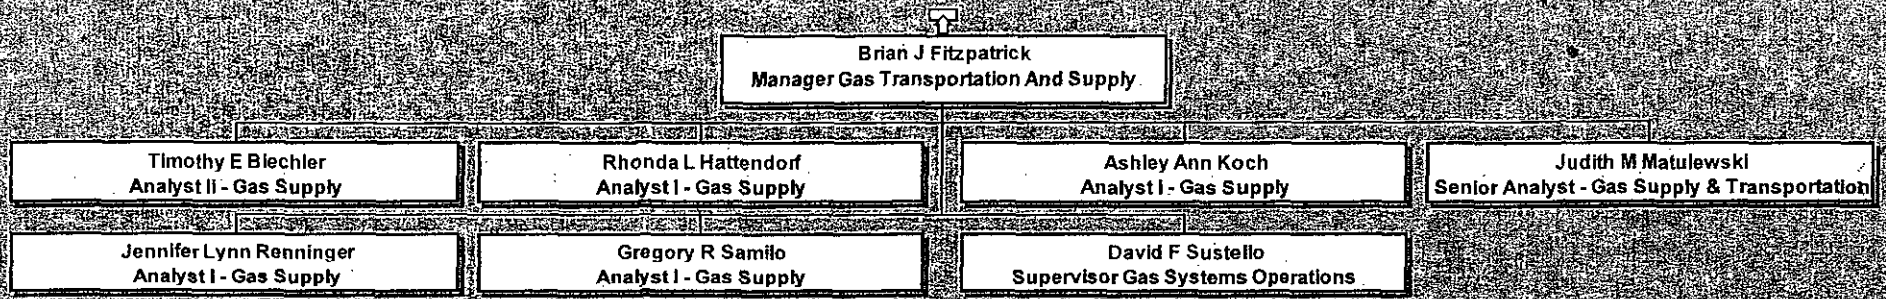 Brian J Fitzpatrick
Manager Gas Transportation And Supply
Timothy E Biechler
Analyst II - Gas Supply
Rhonda L Hattendorf
Analyst I - Gas Supply
Ashley Ann Koch
Analyst I - Gas Supply
Judith M Matulewski
Senior Analyst - Gas Supply & Transportation
Jennifer Lynn Renninger
Analyst I - Gas Supply
Gregory R Samilo
Analyst I - Gas Supply
David F Sustello
Supervisor Gas Systems Operations